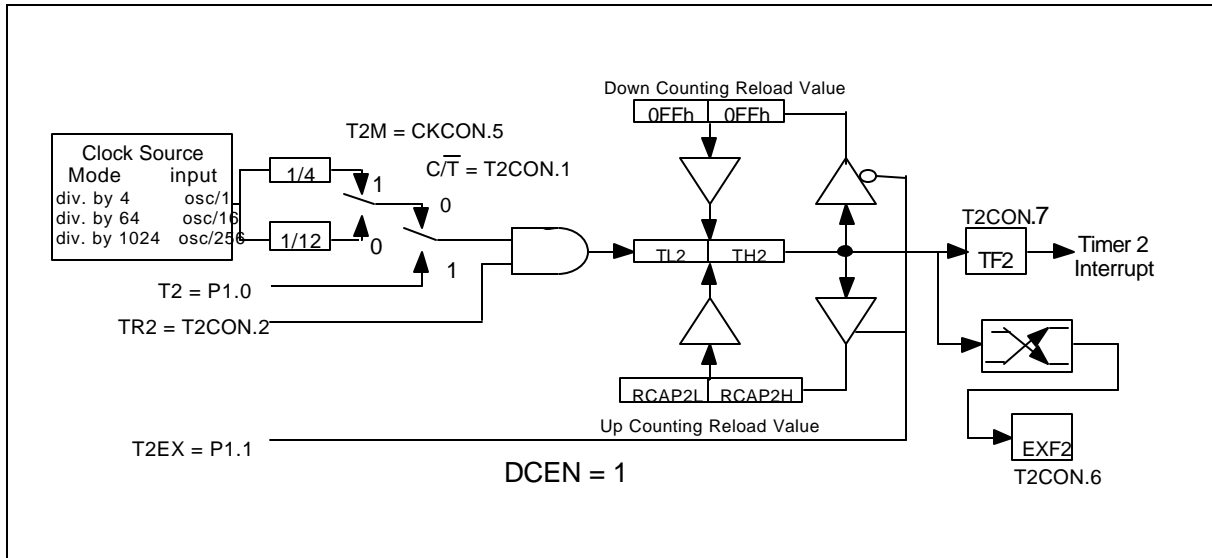 Down Counting Reload Value
0FFh 0FFh
T2M = CKCON.5
Clock Source
Mode input
div. by 4 osc/1
div. by 64 osc/16
div. by 1024 osc/256
1/4
1/12
1
0
C/T = T2CON.1
0
1
T2CON.7
TL2 TH2
TF2
Timer 2
Interrupt
T2 = P1.0
TR2 = T2CON.2
RCAP2L RCAP2H
Up Counting Reload Value
T2EX = P1.1
EXF2
T2CON.6
DCEN = 1